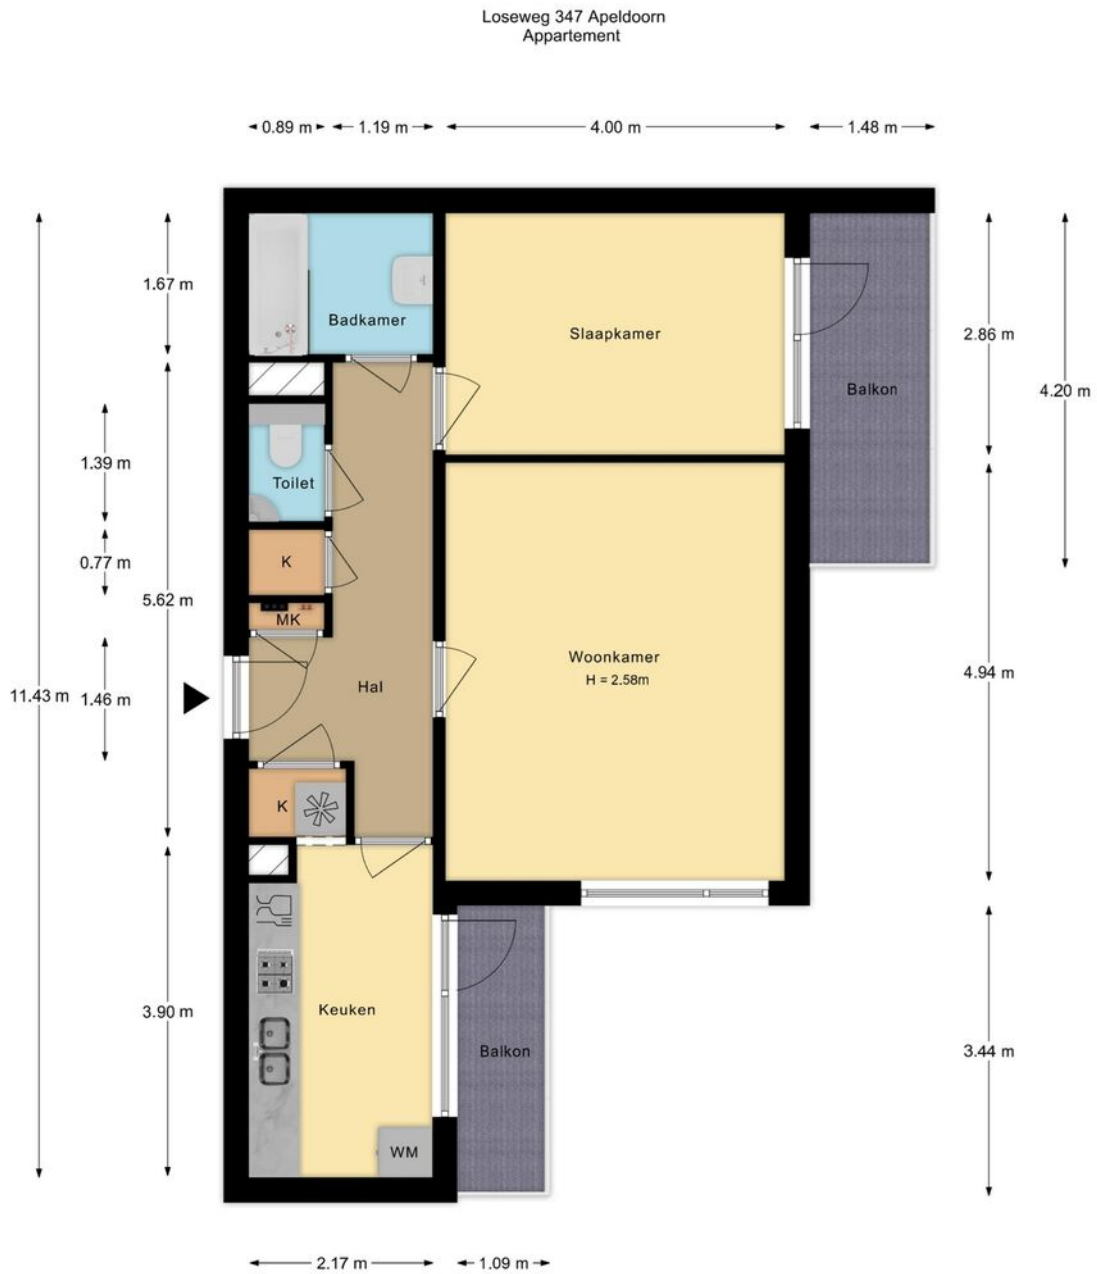 Loseweg 347 Apeldoorn
Appartement
0.89 m
1.19 m
4.00 m
1.48 m
1.67 m
Badkamer
Slaapkamer
2.86 m
Balkon
4.20 m
1.39 m
Toilet
0.77 m
K
5.62 m
MK
Woonkamer
H = 2.58m
4.94 m
Hal
11.43 m
1.46 m
K
3.90 m
Keuken
Balkon
3.44 m
WM
2.17 m
1.09 m